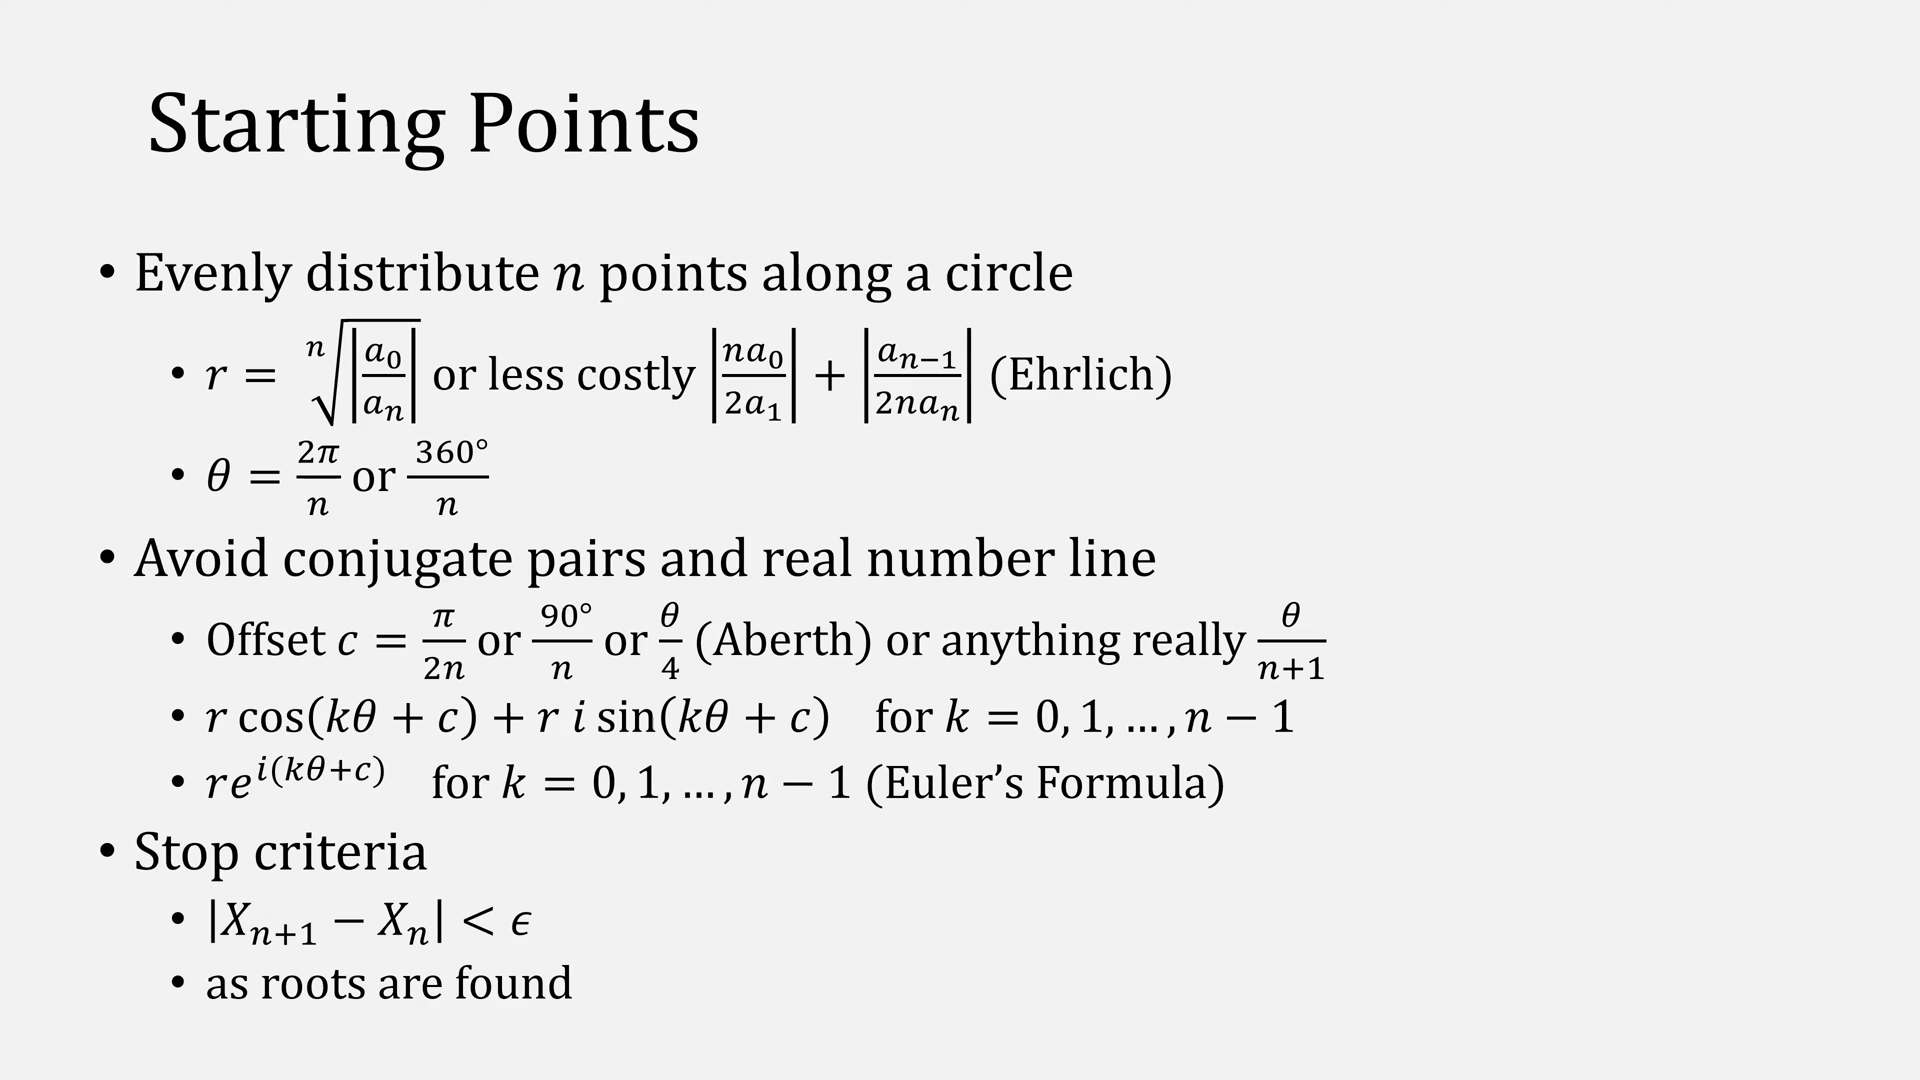 Starting Points
• Evenly distribute n points along a circle
• r = ⁿ√|a₀/aₙ| or less costly |na₀/2a₁| + |aₙ₋₁/2naₙ| (Ehrlich)
• θ = 2π/n or 360°/n
• Avoid conjugate pairs and real number line
• Offset c = π/2n or 90°/n or θ/4 (Aberth) or anything really θ/n+1
• r cos(kθ + c) + r i sin(kθ + c) for k = 0, 1, … , n − 1
• re^i(kθ+c) for k = 0, 1, … , n − 1 (Euler’s Formula)
• Stop criteria
• |Xₙ₊₁ − Xₙ| < ϵ
• as roots are found